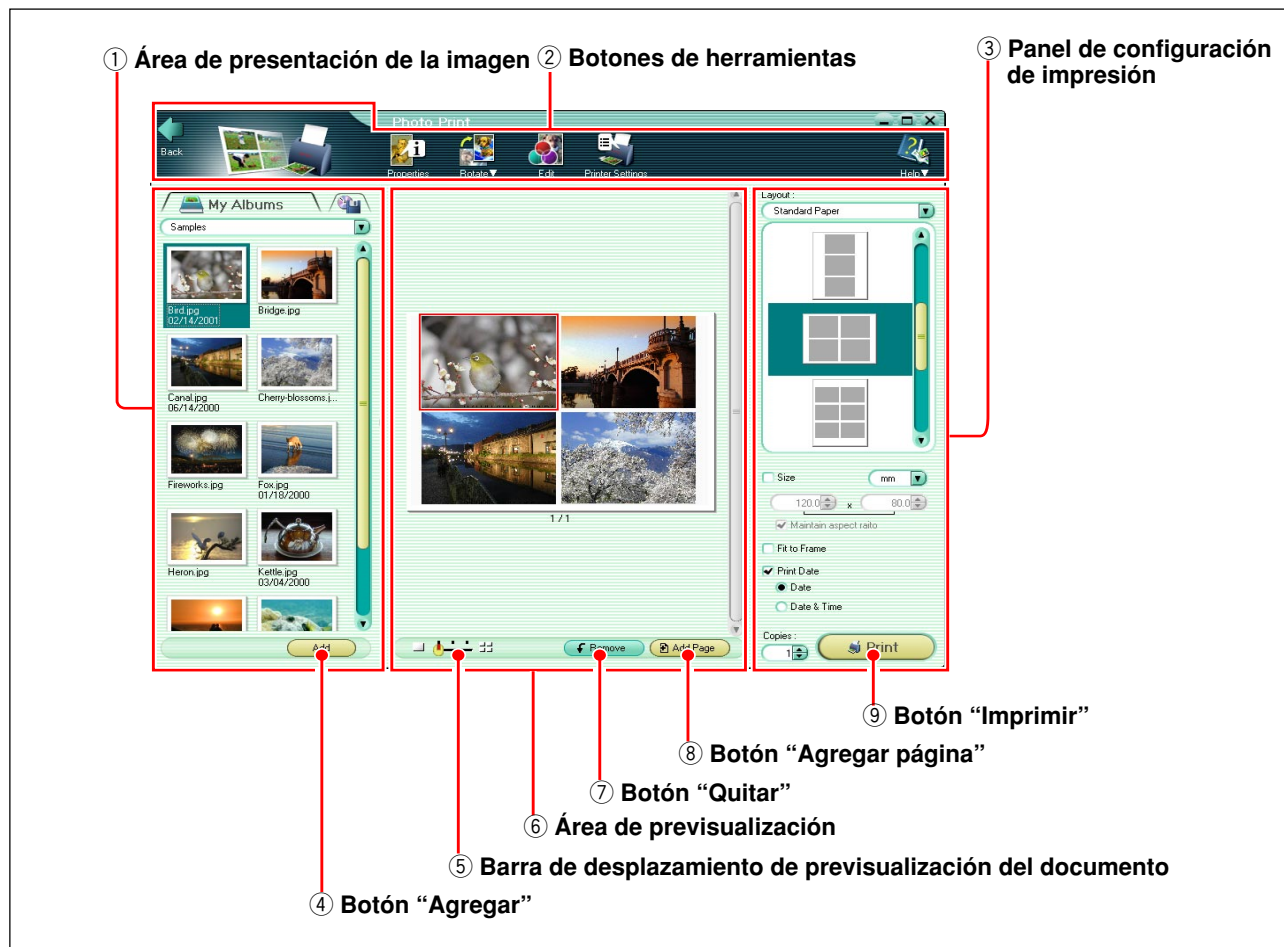 ① Área de presentación de la imagen
② Botones de herramientas
③ Panel de configuración
de impresión
Photo Print
Back
Properties
Rotate▼
Edit
Printer Settings
Help▼
My Albums
Samples
Bird.jpg
02/14/2001
Bridge.jpg
Canal.jpg
06/14/2000
Cherry-blossoms.j...
Fireworks.jpg
Fox.jpg
01/18/2000
Heron.jpg
Kettle.jpg
03/04/2000
Add
1 / 1
Remove
Add Page
Layout :
Standard Paper
Size
mm
120.0 x 80.0
Maintain aspect raito
Fit to Frame
Print Date
Date
Date & Time
Copies :
1
Print
⑨ Botón “Imprimir”
⑧ Botón “Agregar página”
⑦ Botón “Quitar”
⑥ Área de previsualización
⑤ Barra de desplazamiento de previsualización del documento
④ Botón “Agregar”